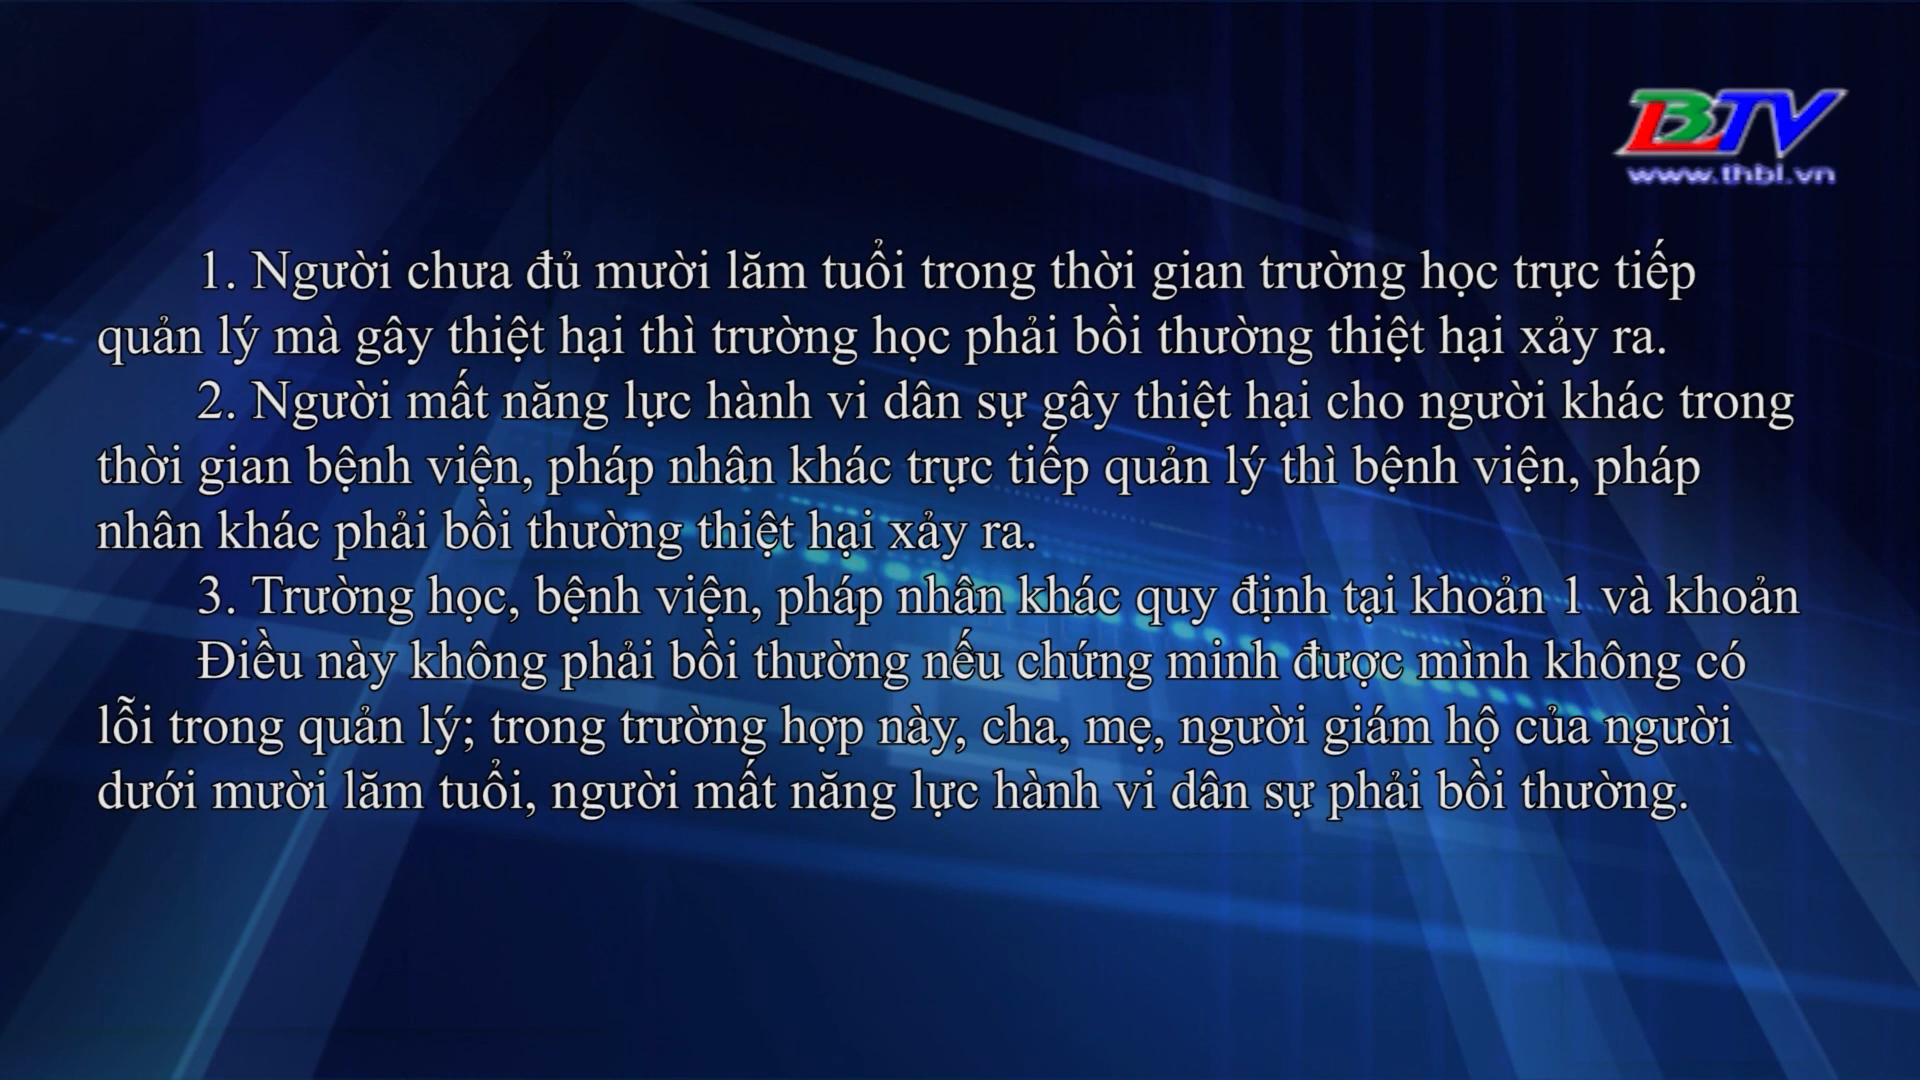 BTV
www.thbl.vn
1. Người chưa đủ mười lăm tuổi trong thời gian trường học trực tiếp
quản lý mà gây thiệt hại thì trường học phải bồi thường thiệt hại xảy ra.
2. Người mất năng lực hành vi dân sự gây thiệt hại cho người khác trong
thời gian bệnh viện, pháp nhân khác trực tiếp quản lý thì bệnh viện, pháp
nhân khác phải bồi thường thiệt hại xảy ra.
3. Trường học, bệnh viện, pháp nhân khác quy định tại khoản 1 và khoản
Điều này không phải bồi thường nếu chứng minh được mình không có
lỗi trong quản lý; trong trường hợp này, cha, mẹ, người giám hộ của người
dưới mười lăm tuổi, người mất năng lực hành vi dân sự phải bồi thường.